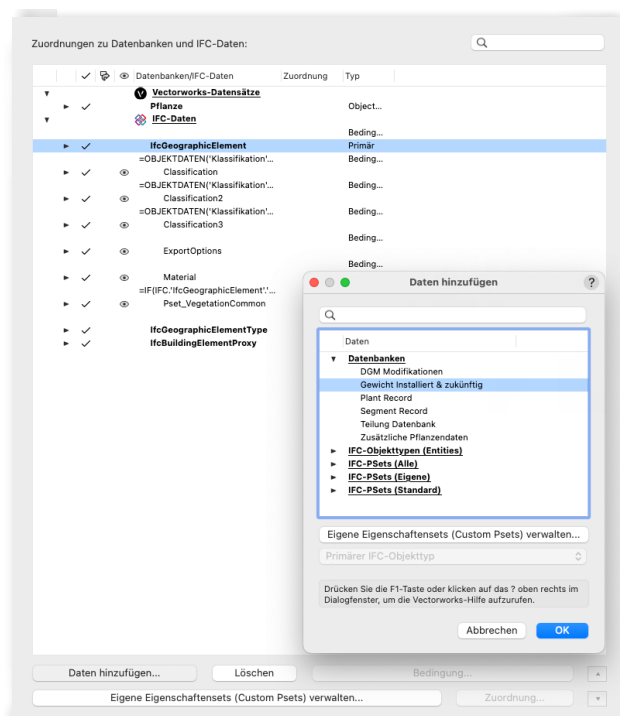 Zuordnungen zu Datenbanken und IFC-Daten:
Datenbanken/IFC-Daten Zuordnung Typ
Vectorworks-Datensätze
Pflanze Object...
IFC-Daten
Beding...
IfcGeographicElement Primär
=OBJEKTDATEN('Klassifikation'... Beding...
Classification
=OBJEKTDATEN('Klassifikation'... Beding...
Classification2
=OBJEKTDATEN('Klassifikation'... Beding...
Classification3
Beding...
ExportOptions
Beding...
Material
=IF(IFC.'IfcGeographicElement'.'...
Pset_VegetationCommon
IfcGeographicElementType
IfcBuildingElementProxy
Daten hinzufügen ?
Daten
Datenbanken
DGM Modifikationen
Gewicht Installiert & zukünftig
Plant Record
Segment Record
Teilung Datenbank
Zusätzliche Pflanzendaten
IFC-Objekttypen (Entities)
IFC-PSets (Alle)
IFC-PSets (Eigene)
IFC-PSets (Standard)
Eigene Eigenschaftensets (Custom Psets) verwalten...
Primärer IFC-Objekttyp
Drücken Sie die F1-Taste oder klicken auf das ? oben rechts im
Dialogfenster, um die Vectorworks-Hilfe aufzurufen.
Abbrechen OK
Daten hinzufügen... Löschen Bedingung...
Eigene Eigenschaftensets (Custom Psets) verwalten... Zuordnung...